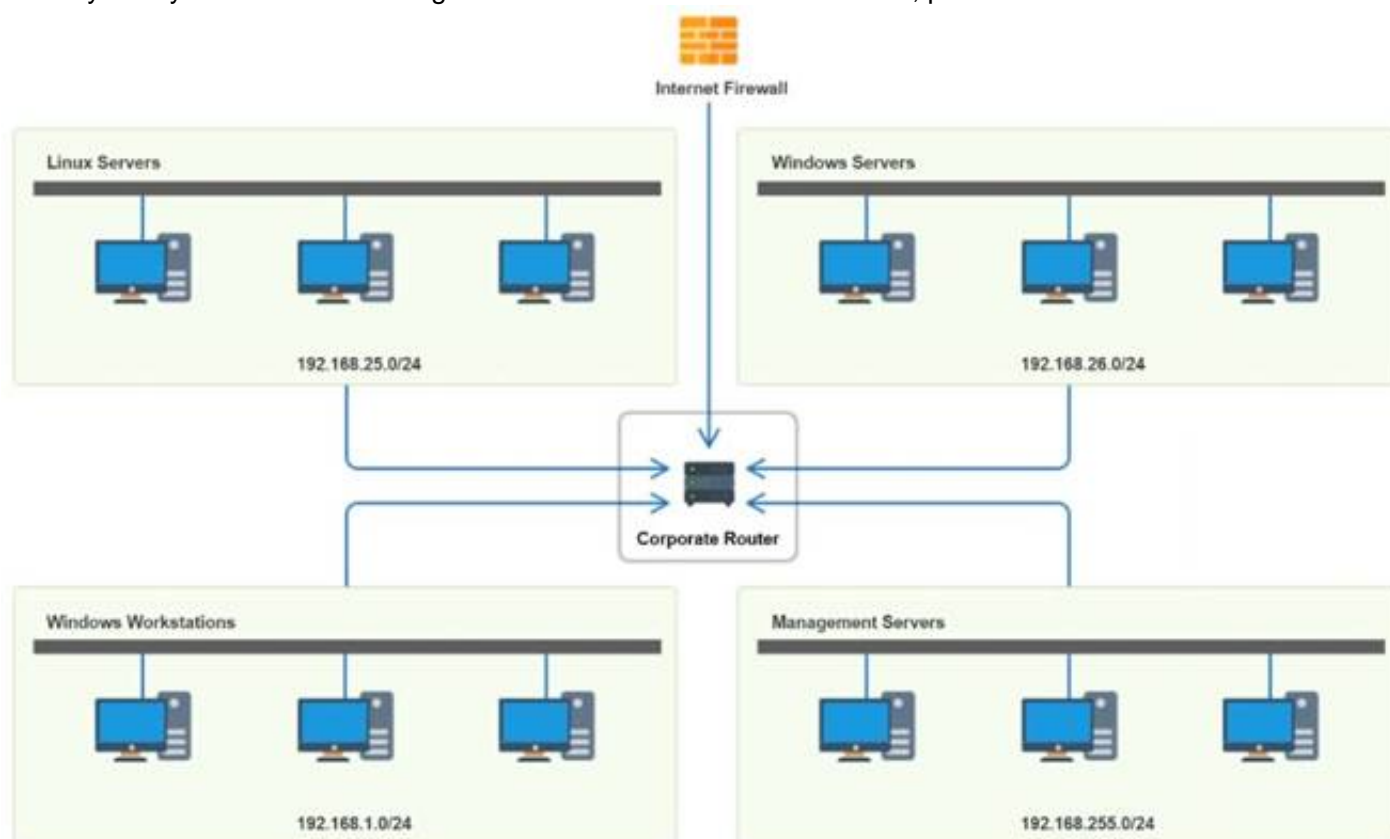 Internet Firewall
Linux Servers
Windows Servers
192.168.25.0/24
192.168.26.0/24
Corporate Router
Windows Workstations
Management Servers
192.168.1.0/24
192.168.255.0/24